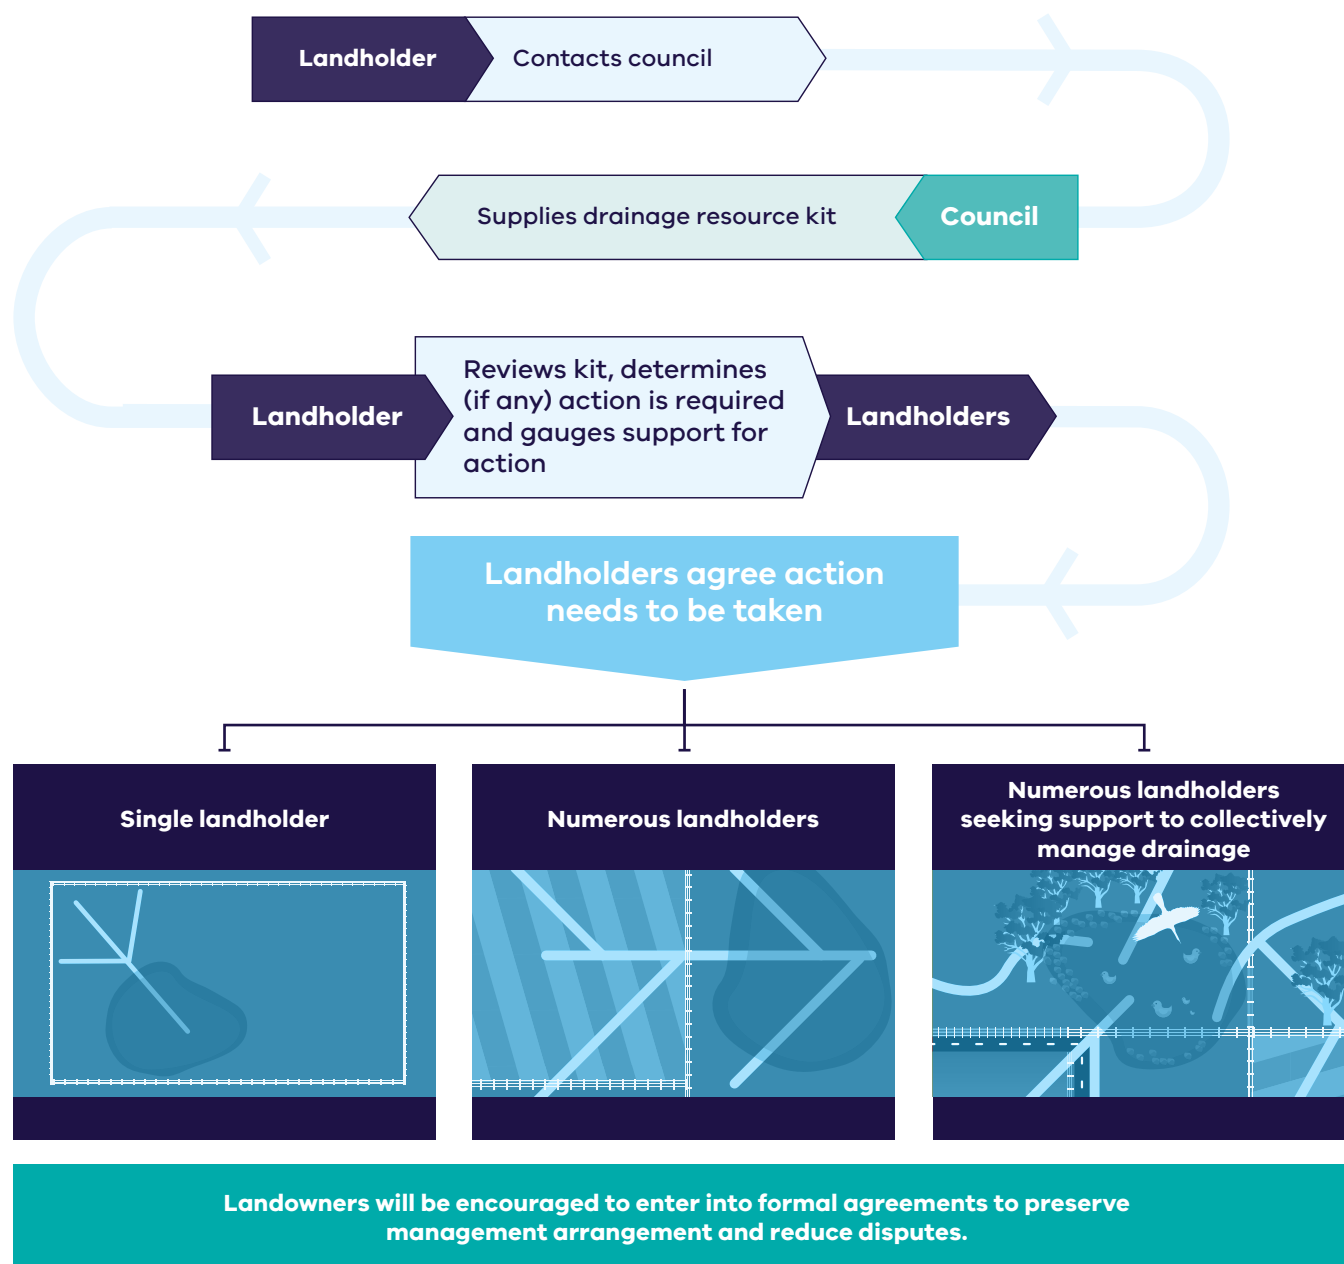 Landholder
Contacts council
Supplies drainage resource kit
Council
Landholder
Reviews kit, determines
(if any) action is required
and gauges support for
action
Landholders
Landholders agree action
needs to be taken
Single landholder
Numerous landholders
Numerous landholders
seeking support to collectively
manage drainage
Landowners will be encouraged to enter into formal agreements to preserve
management arrangement and reduce disputes.